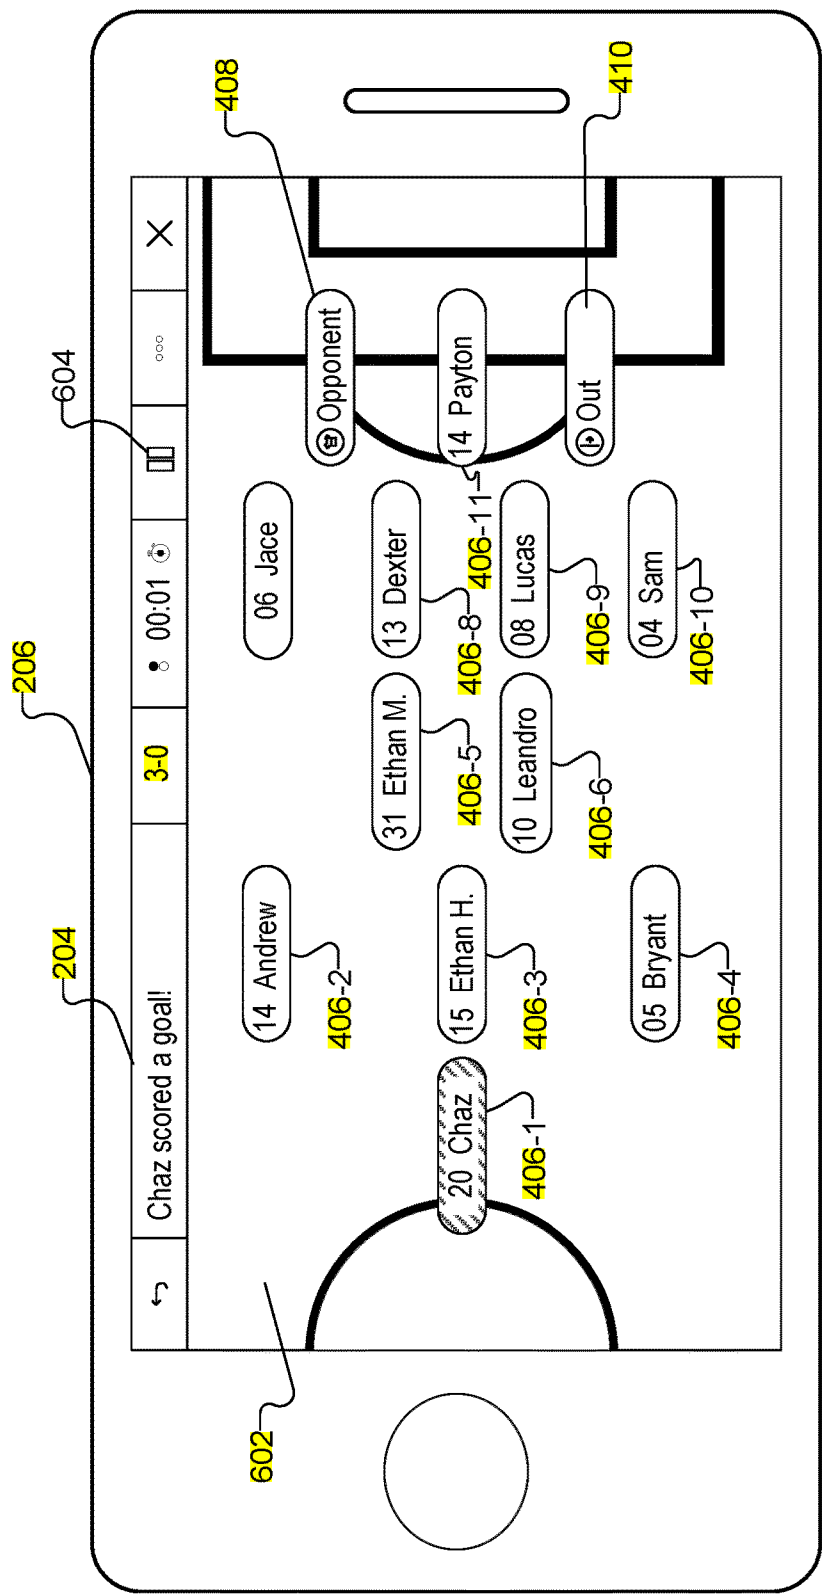 206
204
Chaz scored a goal!
3-0
00:01
604
602
408
410
Opponent
Out
14 Andrew
406-2
06 Jace
20 Chaz
406-1
15 Ethan H.
406-3
31 Ethan M.
406-5
13 Dexter
406-8
14 Payton
406-11
10 Leandro
406-6
08 Lucas
406-9
05 Bryant
406-4
04 Sam
406-10